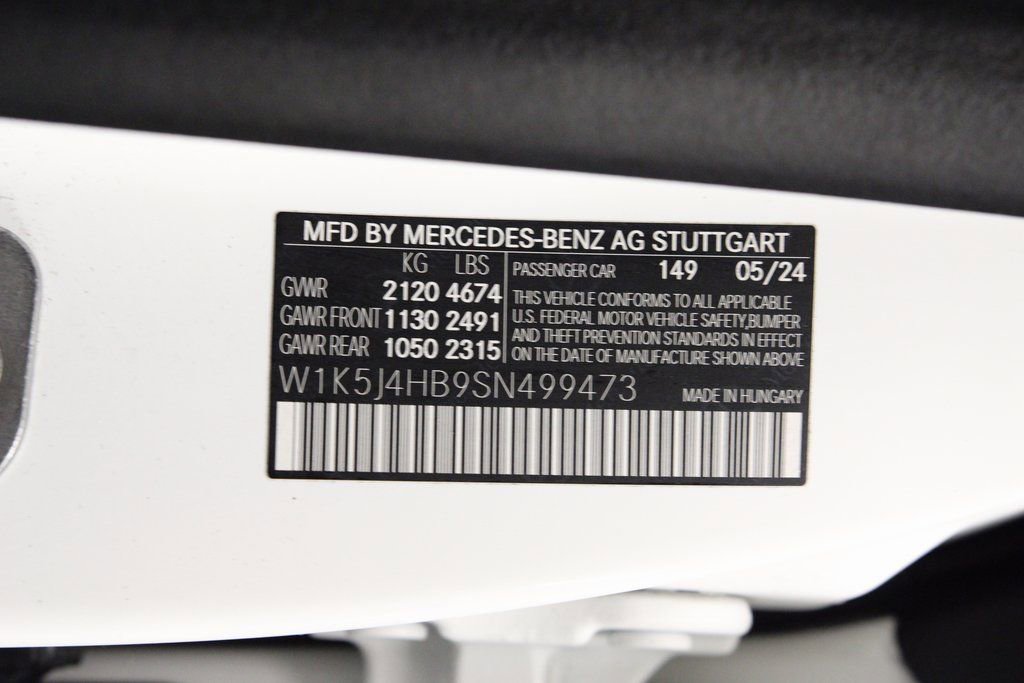 MFD BY MERCEDES-BENZ AG STUTTGART
KG LBS
GVWR 2120 4674
GAWR FRONT 1130 2491
GAWR REAR 1050 2315
PASSENGER CAR 149 05/24
THIS VEHICLE CONFORMS TO ALL APPLICABLE
U.S. FEDERAL MOTOR VEHICLE SAFETY,BUMPER
AND THEFT PREVENTION STANDARDS IN EFFECT
ON THE DATE OF MANUFACTURE SHOWN ABOVE
W1K5J4HB9SN499473
MADE IN HUNGARY